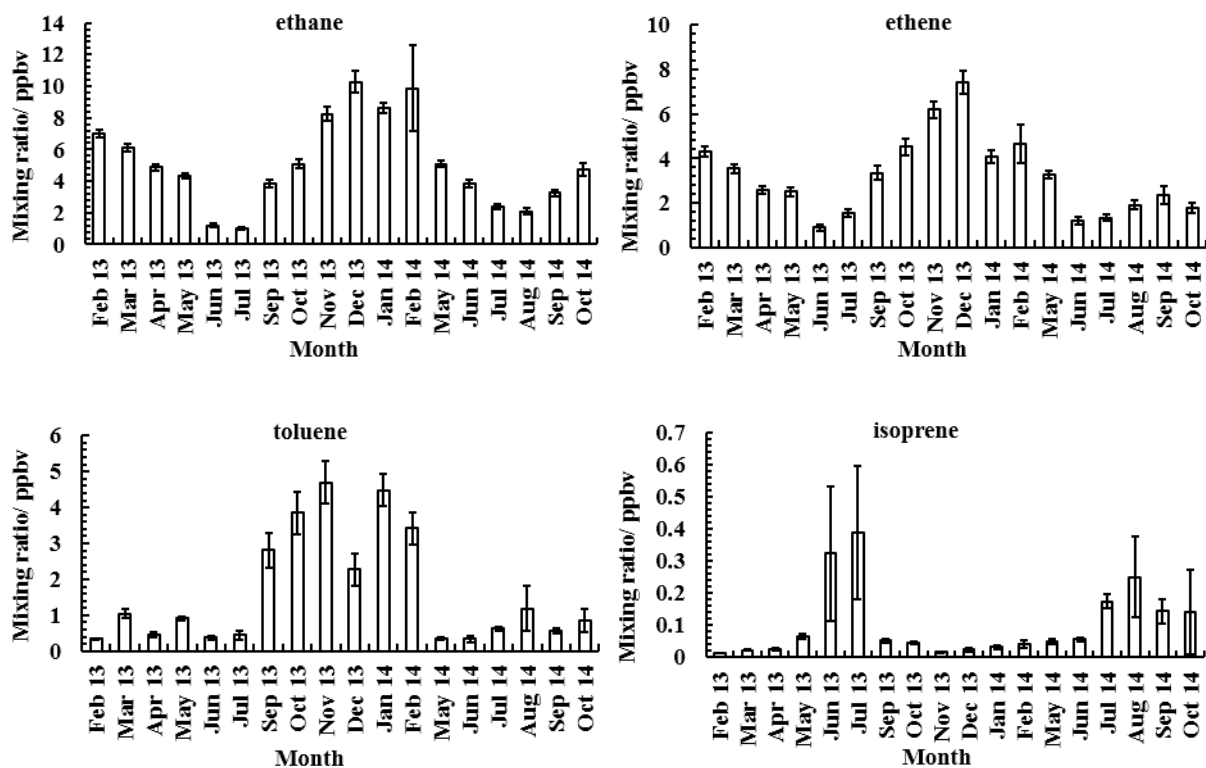 ethane
Mixing ratio/ ppbv
14
12
10
8
6
4
2
0
Feb 13
Mar 13
Apr 13
May 13
Jun 13
Jul 13
Sep 13
Oct 13
Nov 13
Dec 13
Jan 14
Feb 14
May 14
Jun 14
Jul 14
Aug 14
Sep 14
Oct 14
Month
ethene
Mixing ratio/ ppbv
10
8
6
4
2
0
Feb 13
Mar 13
Apr 13
May 13
Jun 13
Jul 13
Sep 13
Oct 13
Nov 13
Dec 13
Jan 14
Feb 14
May 14
Jun 14
Jul 14
Aug 14
Sep 14
Oct 14
Month
toluene
Mixing ratio/ ppbv
6
5
4
3
2
1
0
Feb 13
Mar 13
Apr 13
May 13
Jun 13
Jul 13
Sep 13
Oct 13
Nov 13
Dec 13
Jan 14
Feb 14
May 14
Jun 14
Jul 14
Aug 14
Sep 14
Oct 14
Month
isoprene
Mixing ratio/ ppbv
0.7
0.6
0.5
0.4
0.3
0.2
0.1
0
Feb 13
Mar 13
Apr 13
May 13
Jun 13
Jul 13
Sep 13
Oct 13
Nov 13
Dec 13
Jan 14
Feb 14
May 14
Jun 14
Jul 14
Aug 14
Sep 14
Oct 14
Month